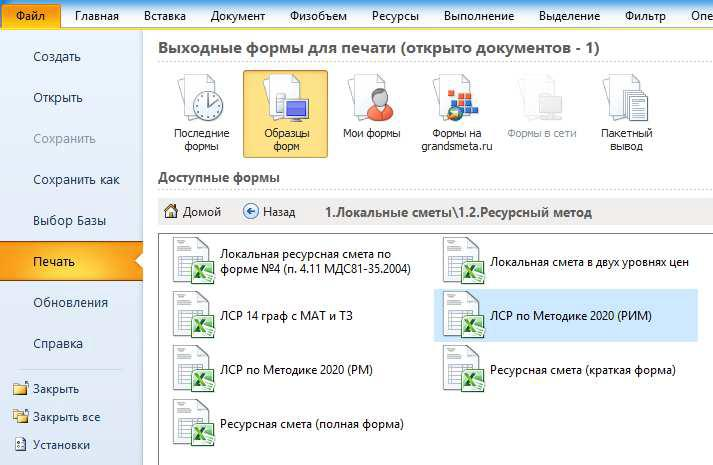 Файл Главная Вставка Документ Физобъем Ресурсы Выполнение Выделение Фильтр Опе
Создать
Открыть
Сохранить
Сохранить как
Выбор Базы
Печать
Обновления
Справка
Закрыть
Закрыть все
Установки
Выходные формы для печати (открыто документов - 1)
Последние
формы
Образцы
форм
Мои формы
Формы на
grandsmeta.ru
Формы в сети
Пакетный
вывод
Доступные формы
Домой Назад 1.Локальные сметы\1.2.Ресурсный метод
Локальная ресурсная смета по
форме №4 (п. 4.11 МДС81-35.2004)
Локальная смета в двух уровнях цен
ЛСР 14 граф с МАТ и ТЗ
ЛСР по Методике 2020 (РИМ)
ЛСР по Методике 2020 (РМ)
Ресурсная смета (краткая форма)
Ресурсная смета (полная форма)